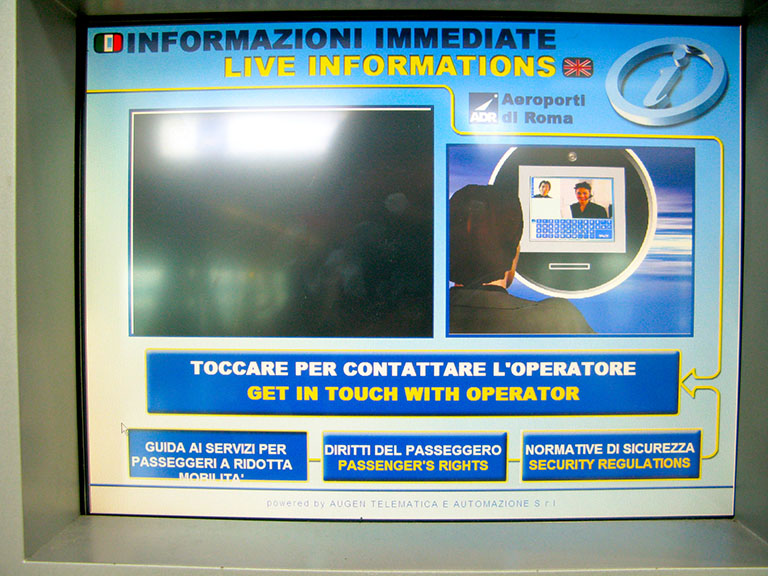 INFORMAZIONI IMMEDIATE
LIVE INFORMATIONS
ADR
Aeroporti
di Roma
TOCCARE PER CONTATTARE L'OPERATORE
GET IN TOUCH WITH OPERATOR
GUIDA AI SERVIZI PER
PASSEGGERI A RIDOTTA
MOBILITA'
DIRITTI DEL PASSEGGERO
PASSENGER'S RIGHTS
NORMATIVE DI SICUREZZA
SECURITY REGULATIONS
powered by AUGEN TELEMATICA E AUTOMAZIONE S.r.l